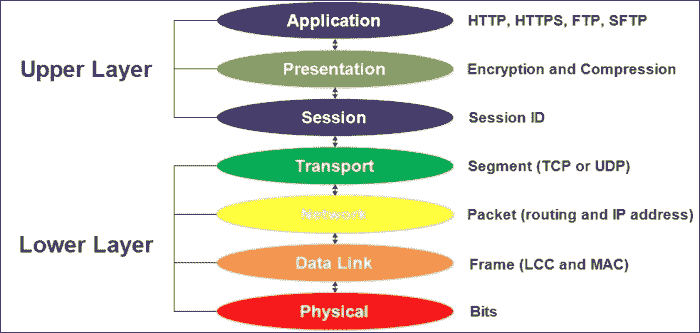 Application HTTP, HTTPS, FTP, SFTP
Upper Layer Presentation Encryption and Compression
Session Session ID
Transport Segment (TCP or UDP)
Network Packet (routing and IP address)
Lower Layer Data Link Frame (LCC and MAC)
Physical Bits